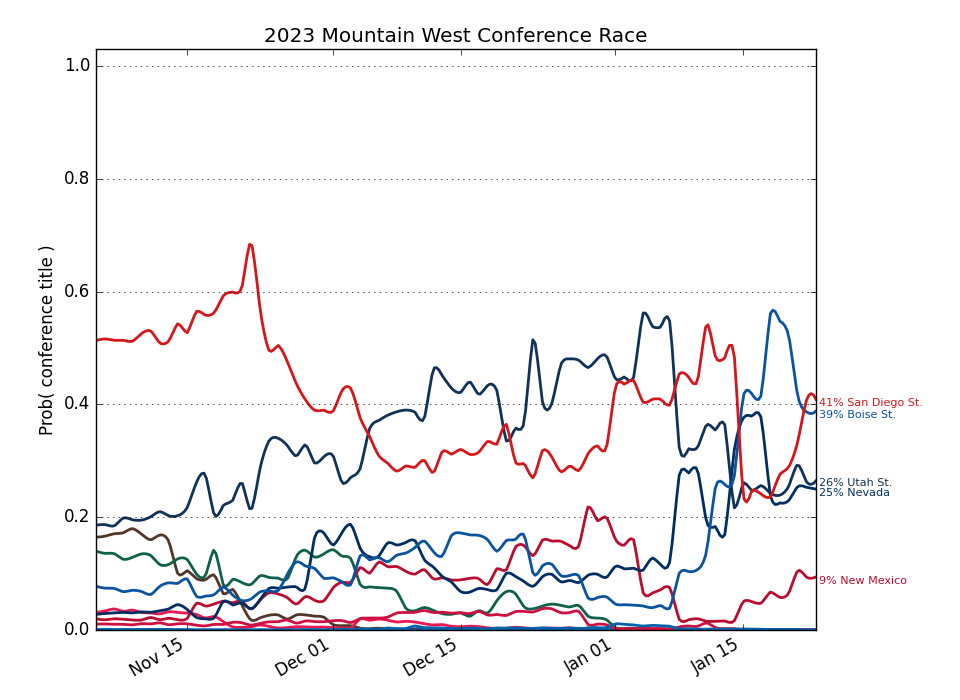 2023 Mountain West Conference Race
Prob( conference title )
1.0
0.8
0.6
0.4
0.2
0.0
41% San Diego St.
39% Boise St.
26% Utah St.
25% Nevada
9% New Mexico
Nov 15
Dec 01
Dec 15
Jan 01
Jan 15